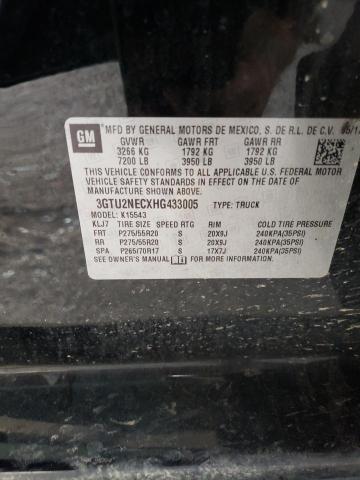 GM
MFD BY GENERAL MOTORS DE MEXICO, S. DE R.L. DE C.V. 05/17
GVWR GAWR FRT GAWR RR
3266 KG 1792 KG 1792 KG
7200 LB 3950 LB 3950 LB
THIS VEHICLE CONFORMS TO ALL APPLICABLE U.S. FEDERAL MOTOR
VEHICLE SAFETY STANDARDS IN EFFECT ON THE DATE OF
MANUFACTURE SHOWN ABOVE.
3GTU2NECXHG433005 TYPE: TRUCK
MODEL: K15543
KLJ7 TIRE SIZE SPEED RTG RIM COLD TIRE PRESSURE
FRT P275/55R20 S 20X9J 240KPA(35PSI)
RR P275/55R20 S 20X9J 240KPA(35PSI)
SPA P265/70R17 S 17X7J 240KPA(35PSI)
SEE OWNER'S MANUAL FOR MORE INFORMATION.